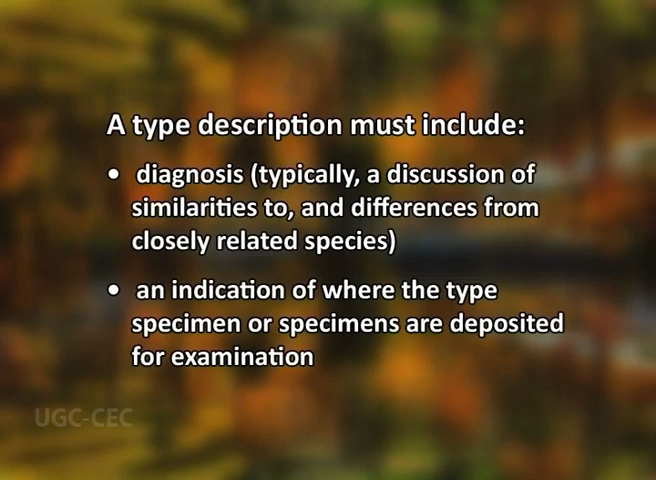 A type description must include:
• diagnosis (typically, a discussion of
similarities to, and differences from
closely related species)
• an indication of where the type
specimen or specimens are deposited
for examination
UGC-CEC